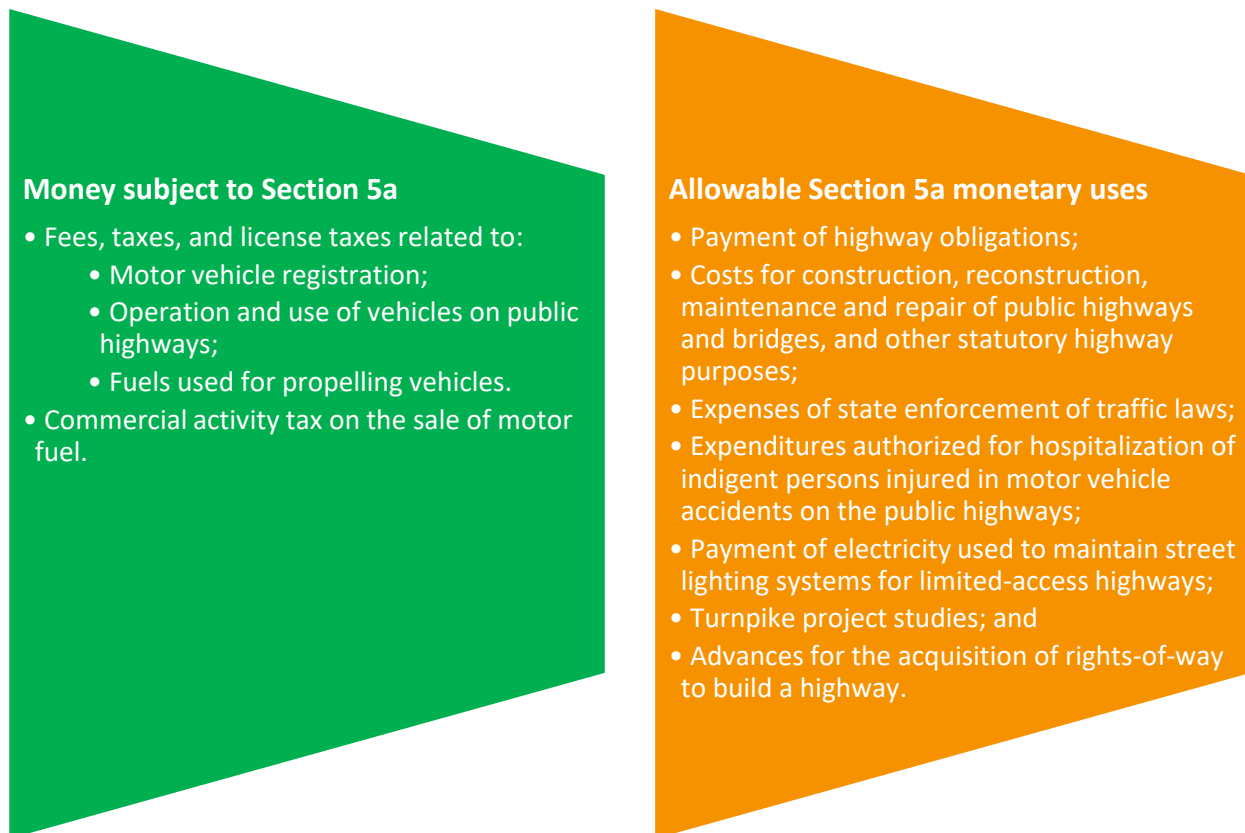 Money subject to Section 5a
• Fees, taxes, and license taxes related to:
• Motor vehicle registration;
• Operation and use of vehicles on public
highways;
• Fuels used for propelling vehicles.
• Commercial activity tax on the sale of motor
fuel.
Allowable Section 5a monetary uses
• Payment of highway obligations;
• Costs for construction, reconstruction,
maintenance and repair of public highways
and bridges, and other statutory highway
purposes;
• Expenses of state enforcement of traffic laws;
• Expenditures authorized for hospitalization of
indigent persons injured in motor vehicle
accidents on the public highways;
• Payment of electricity used to maintain street
lighting systems for limited-access highways;
• Turnpike project studies; and
• Advances for the acquisition of rights-of-way
to build a highway.